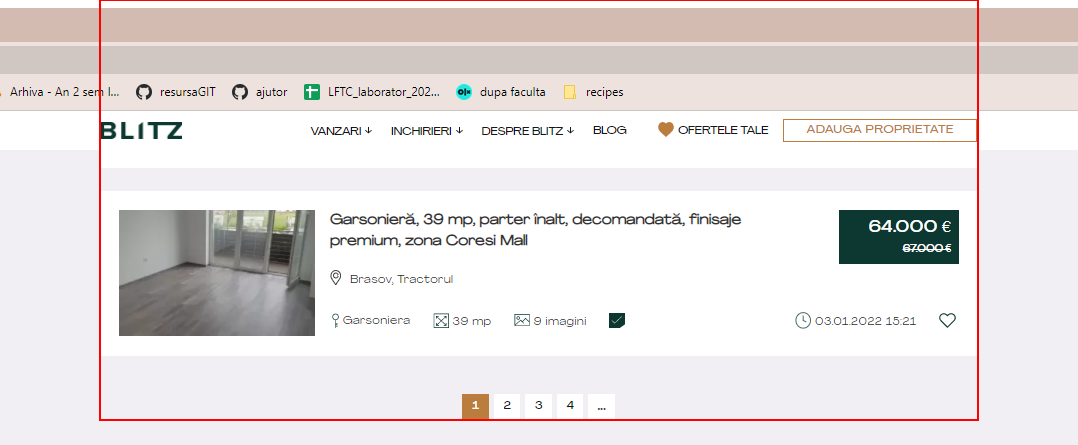 Arhiva - An 2 sem I... resursaGIT ajutor LFTC_laborator_202... dupa faculta recipes
BLITZ VANZARI INCHIRIERI DESPRE BLITZ BLOG OFERTELE TALE ADAUGA PROPRIETATE
Garsonieră, 39 mp, parter înalt, decomandată, finisaje
premium, zona Coresi Mall
64.000 €
67.000 €
Brasov, Tractorul
Garsoniera 39 mp 9 imagini 03.01.2022 15:21
1 2 3 4 ...